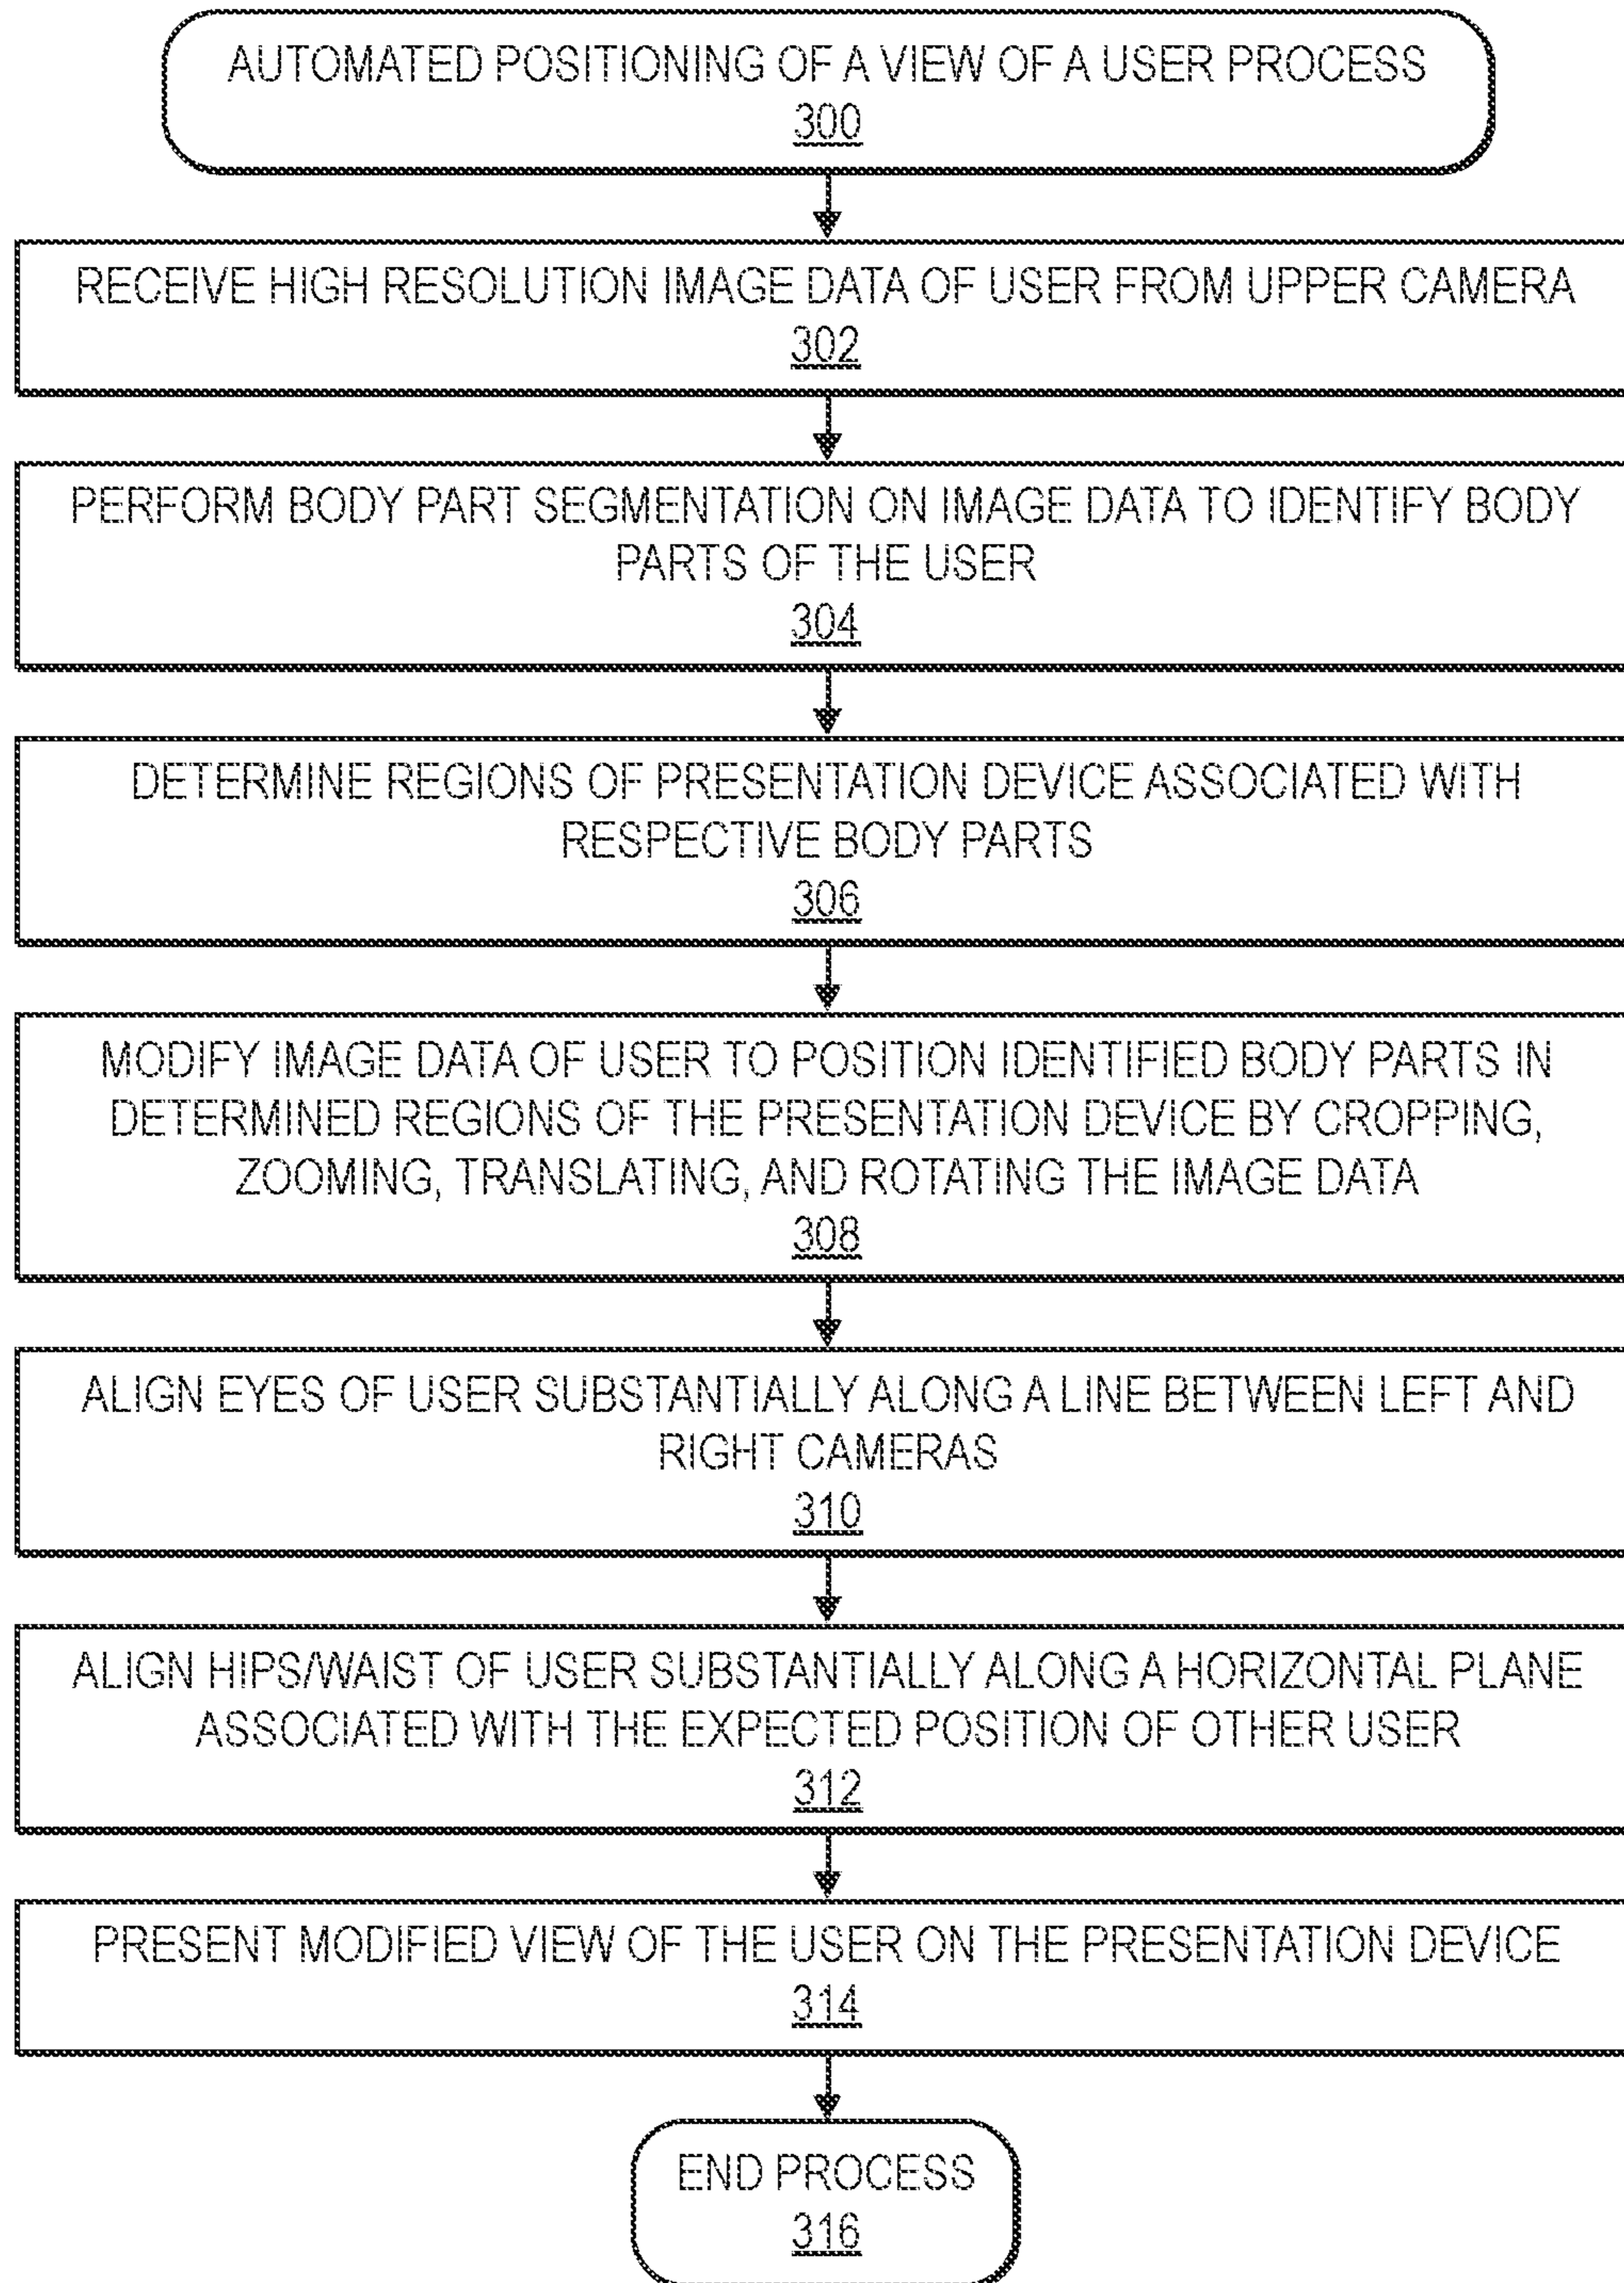 AUTOMATED POSITIONING OF A VIEW OF A USER PROCESS
300
RECEIVE HIGH RESOLUTION IMAGE DATA OF USER FROM UPPER CAMERA
302
PERFORM BODY PART SEGMENTATION ON IMAGE DATA TO IDENTIFY BODY
PARTS OF THE USER
304
DETERMINE REGIONS OF PRESENTATION DEVICE ASSOCIATED WITH
RESPECTIVE BODY PARTS
306
MODIFY IMAGE DATA OF USER TO POSITION IDENTIFIED BODY PARTS IN
DETERMINED REGIONS OF THE PRESENTATION DEVICE BY CROPPING,
ZOOMING, TRANSLATING, AND ROTATING THE IMAGE DATA
308
ALIGN EYES OF USER SUBSTANTIALLY ALONG A LINE BETWEEN LEFT AND
RIGHT CAMERAS
310
ALIGN HIPS/WAIST OF USER SUBSTANTIALLY ALONG A HORIZONTAL PLANE
ASSOCIATED WITH THE EXPECTED POSITION OF OTHER USER
312
PRESENT MODIFIED VIEW OF THE USER ON THE PRESENTATION DEVICE
314
END PROCESS
316